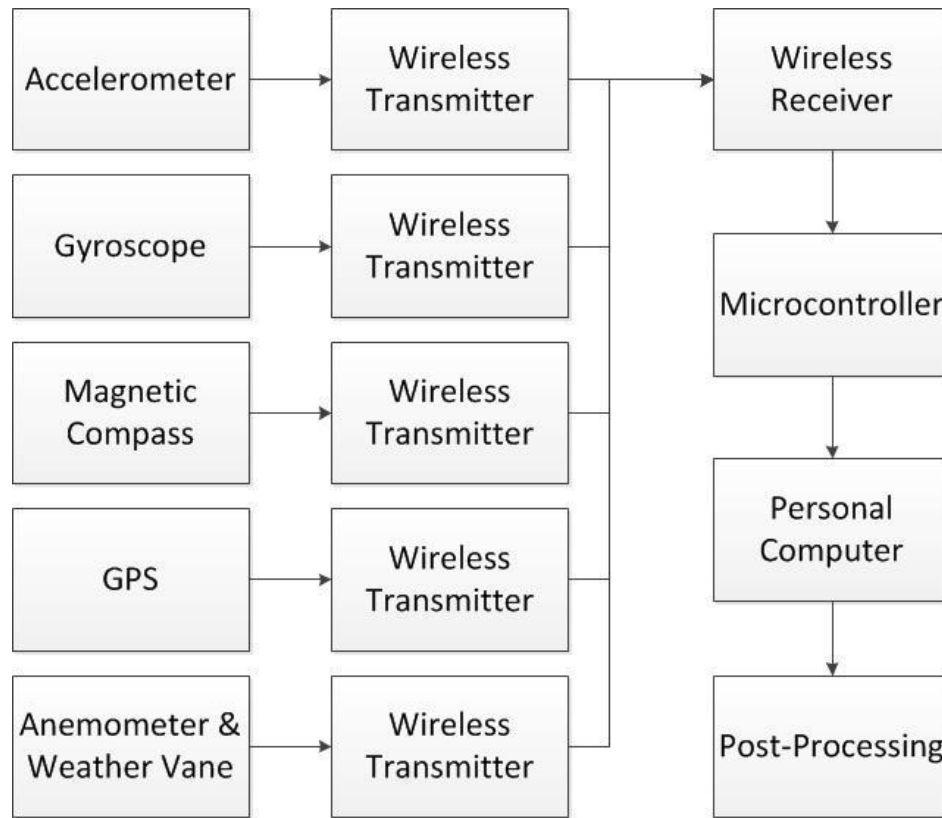 Accelerometer
Wireless
Transmitter
Wireless
Receiver
Gyroscope
Wireless
Transmitter
Microcontroller
Magnetic
Compass
Wireless
Transmitter
Personal
Computer
GPS
Wireless
Transmitter
Anemometer &
Weather Vane
Wireless
Transmitter
Post-Processing